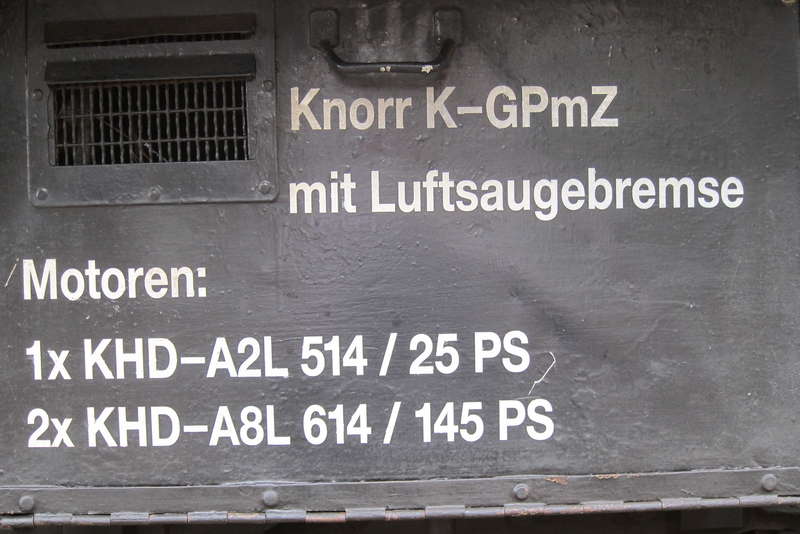 Knorr K-GPmZ
mit Luftsaugebremse
Motoren:
1x KHD-A2L 514 / 25 PS
2x KHD-A8L 614 / 145 PS